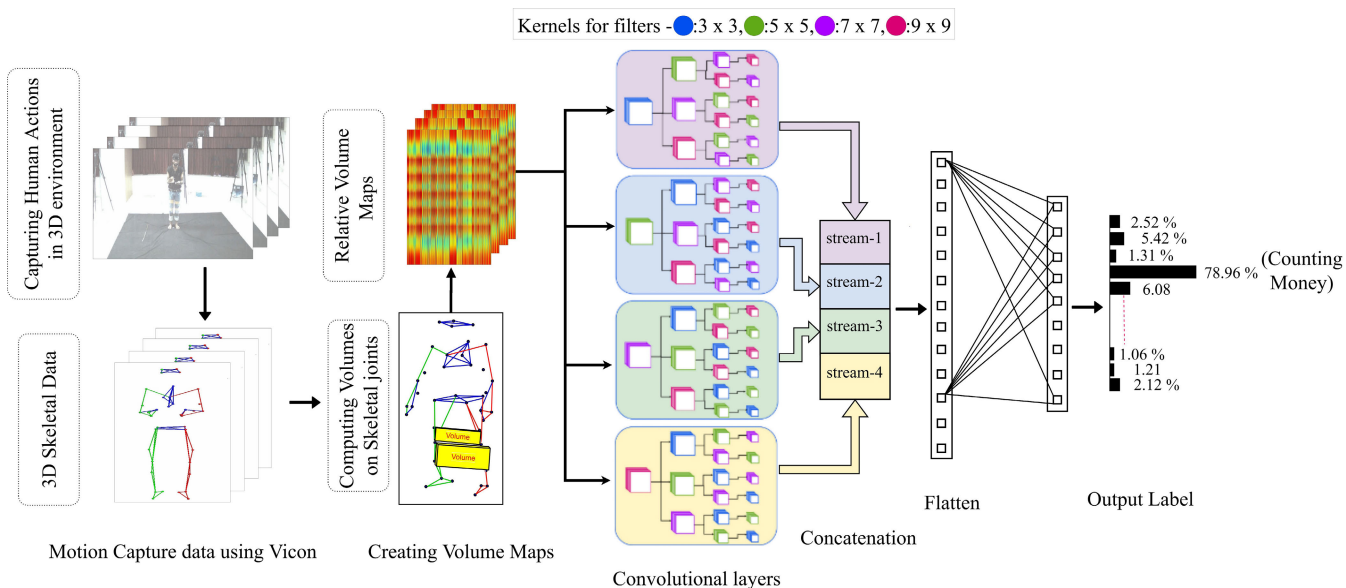 Kernels for filters - :3 x 3, :5 x 5, :7 x 7, :9 x 9
Capturing Human Actions
in 3D environment
Relative Volume
Maps
3D Skeletal Data
Computing Volumes
on Skeletal joints
Volume
Volume
stream-1
stream-2
stream-3
stream-4
2.52 %
5.42 %
1.31 %
78.96 %
6.08
1.06 %
1.21
2.12 %
(Counting
Money)
Motion Capture data using Vicon
Creating Volume Maps
Convolutional layers
Concatenation
Flatten
Output Label